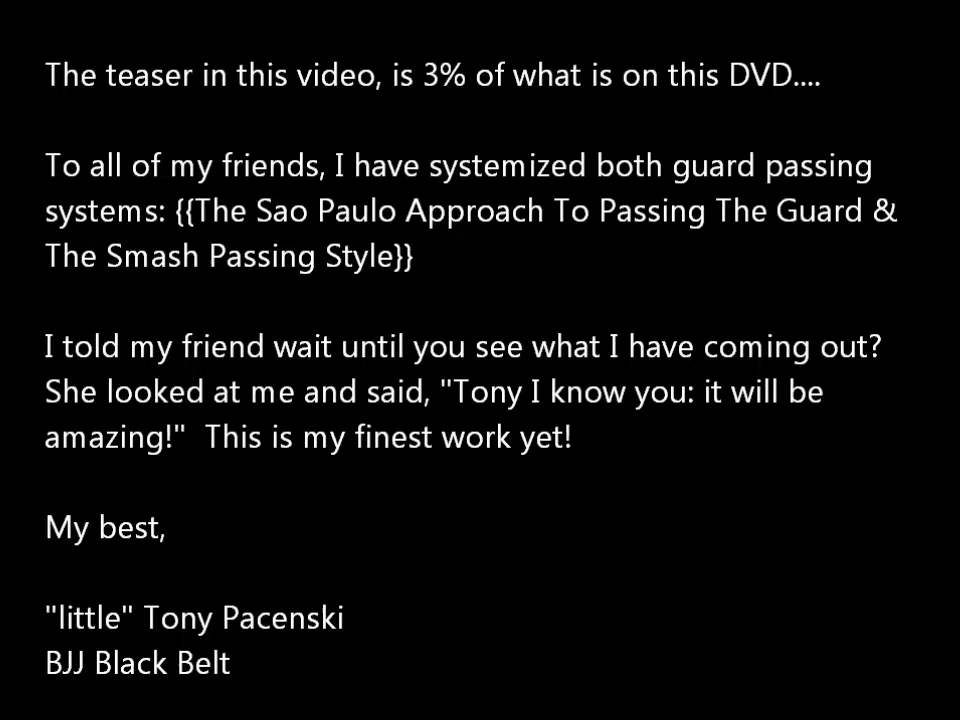 The teaser in this video, is 3% of what is on this DVD....
To all of my friends, I have systemized both guard passing
systems: {{The Sao Paulo Approach To Passing The Guard &
The Smash Passing Style}}
I told my friend wait until you see what I have coming out?
She looked at me and said, "Tony I know you: it will be
amazing!"  This is my finest work yet!
My best,
"little" Tony Pacenski
BJJ Black Belt